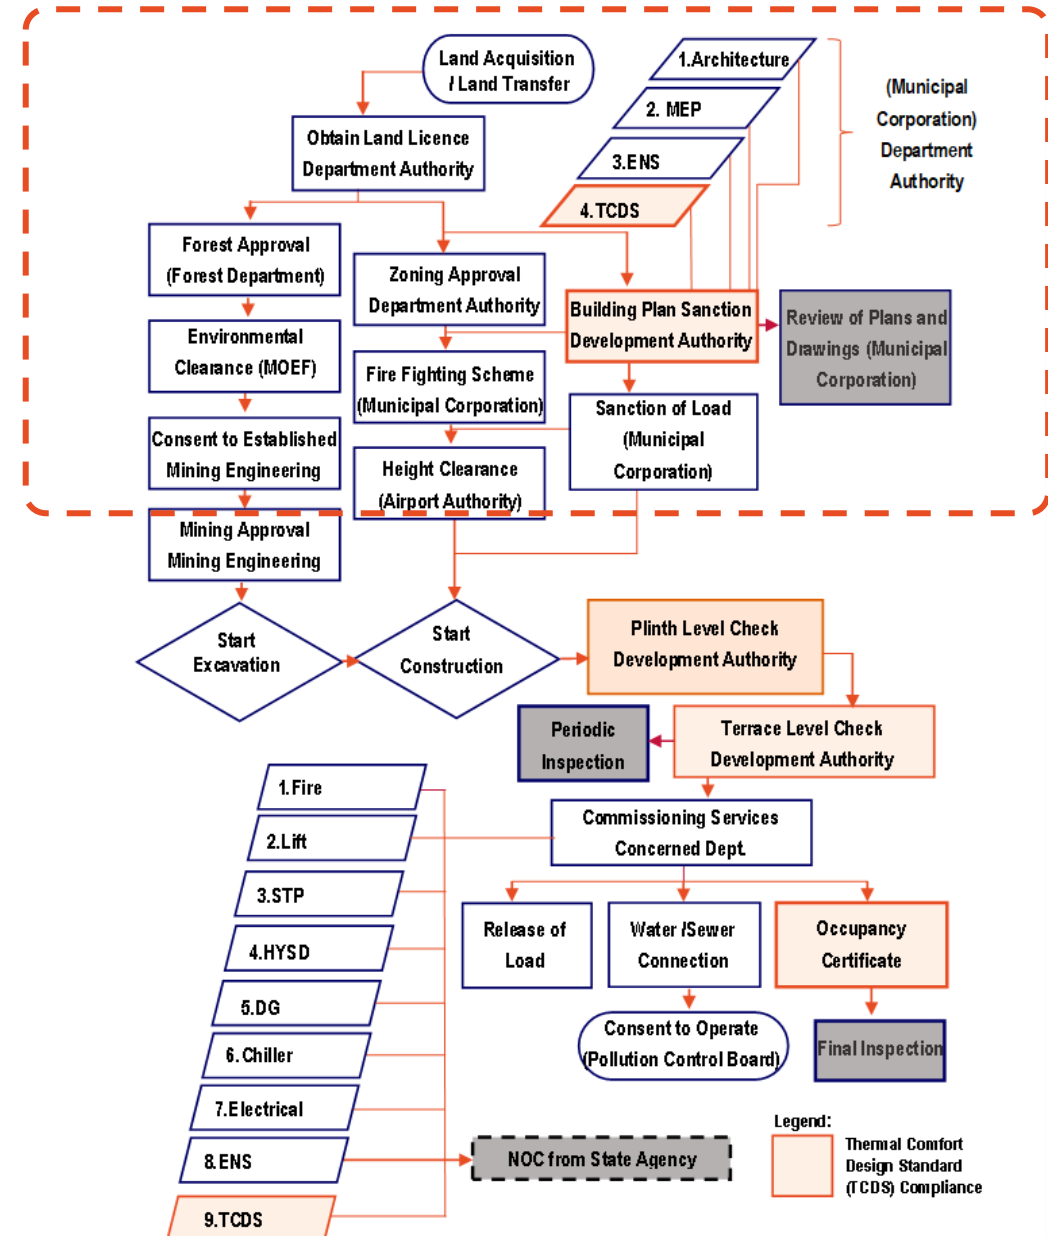 Land Acquisition
/ Land Transfer
1.Architecture
2. MEP
3.ENS
4.TCDS
(Municipal
Corporation)
Department
Authority
Obtain Land Licence
Department Authority
Forest Approval
(Forest Department)
Zoning Approval
Department Authority
Building Plan Sanction
Development Authority
Review of Plans and
Drawings (Municipal
Corporation)
Environmental
Clearance (MOEF)
Fire Fighting Scheme
(Municipal Corporation)
Sanction of Load
(Municipal
Corporation)
Consent to Established
Mining Engineering
Height Clearance
(Airport Authority)
Mining Approval
Mining Engineering
Start
Excavation
Start
Construction
Plinth Level Check
Development Authority
Terrace Level Check
Development Authority
Periodic
Inspection
Commissioning Services
Concerned Dept.
1.Fire
2.Lift
3.STP
4.HYSD
5.DG
6.Chiller
7.Electrical
8.ENS
9.TCDS
Release of
Load
Water /Sewer
Connection
Occupancy
Certificate
Consent to Operate
(Pollution Control Board)
Final Inspection
NOC from State Agency
Legend:
Thermal Comfort
Design Standard
(TCDS) Compliance